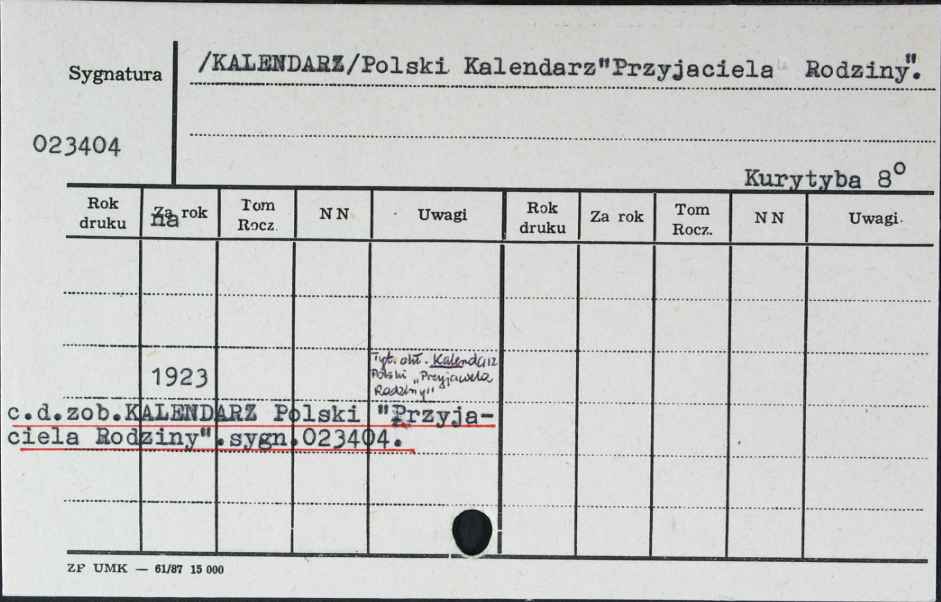 Sygnatura
/KALENDARZ/Polski Kalendarz"Przyjaciela Rodziny".
023404
Kurytyba 8°
Rok druku Za rok na Tom Rocz. NN Uwagi Rok druku Za rok Tom Rocz. NN Uwagi
Tyt. okł. Kalendarz
1923 Polski „Przyjaciela
Rodziny"
c.d.zob.KALENDARZ Polski "Przyja-
ciela Rodziny".sygn.023404.
ZF UMK — 61/87 15 000